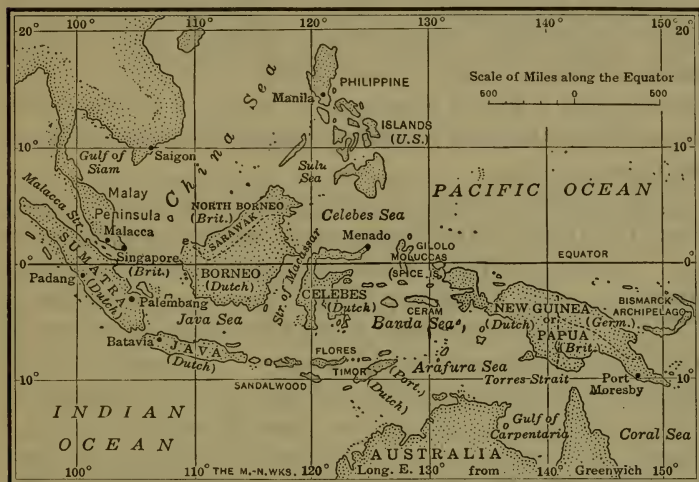 100° 110° 120° 130° 140° 150°
20° 20°
China Sea
PHILIPPINE
Manila
ISLANDS
(U.S.)
Scale of Miles along the Equator
600 0 600
10° 10°
Gulf of
Siam
Saigon
Sulu
Sea
Malacca Str.
Malay
Peninsula
Malacca
NORTH BORNEO
(Brit.)
SARAWAK
Celebes Sea
PACIFIC OCEAN
Menado
GILOLO
MOLUCCAS
(SPICE IS.)
EQUATOR
0° 0°
Singapore
(Brit.)
SUMATRA
(Dutch)
Padang
Palembang
BORNEO
(Dutch)
Str. of Macassar
CELEBES
(Dutch)
CERAM
Banda Sea
NEW GUINEA
(Dutch) or (Germ.)
PAPUA
(Brit.)
BISMARCK
ARCHIPELAGO
Java Sea
Batavia
JAVA
(Dutch)
FLORES
SANDALWOOD
TIMOR
(Port.)
(Dutch)
Arafura Sea
Torres Strait
Port
Moresby
10° 10°
INDIAN
OCEAN
Gulf of
Carpentaria
Coral Sea
AUSTRALIA
100° 110° THE M.-N. WKS. 120° Long. E. 130° from 140° Greenwich 150°